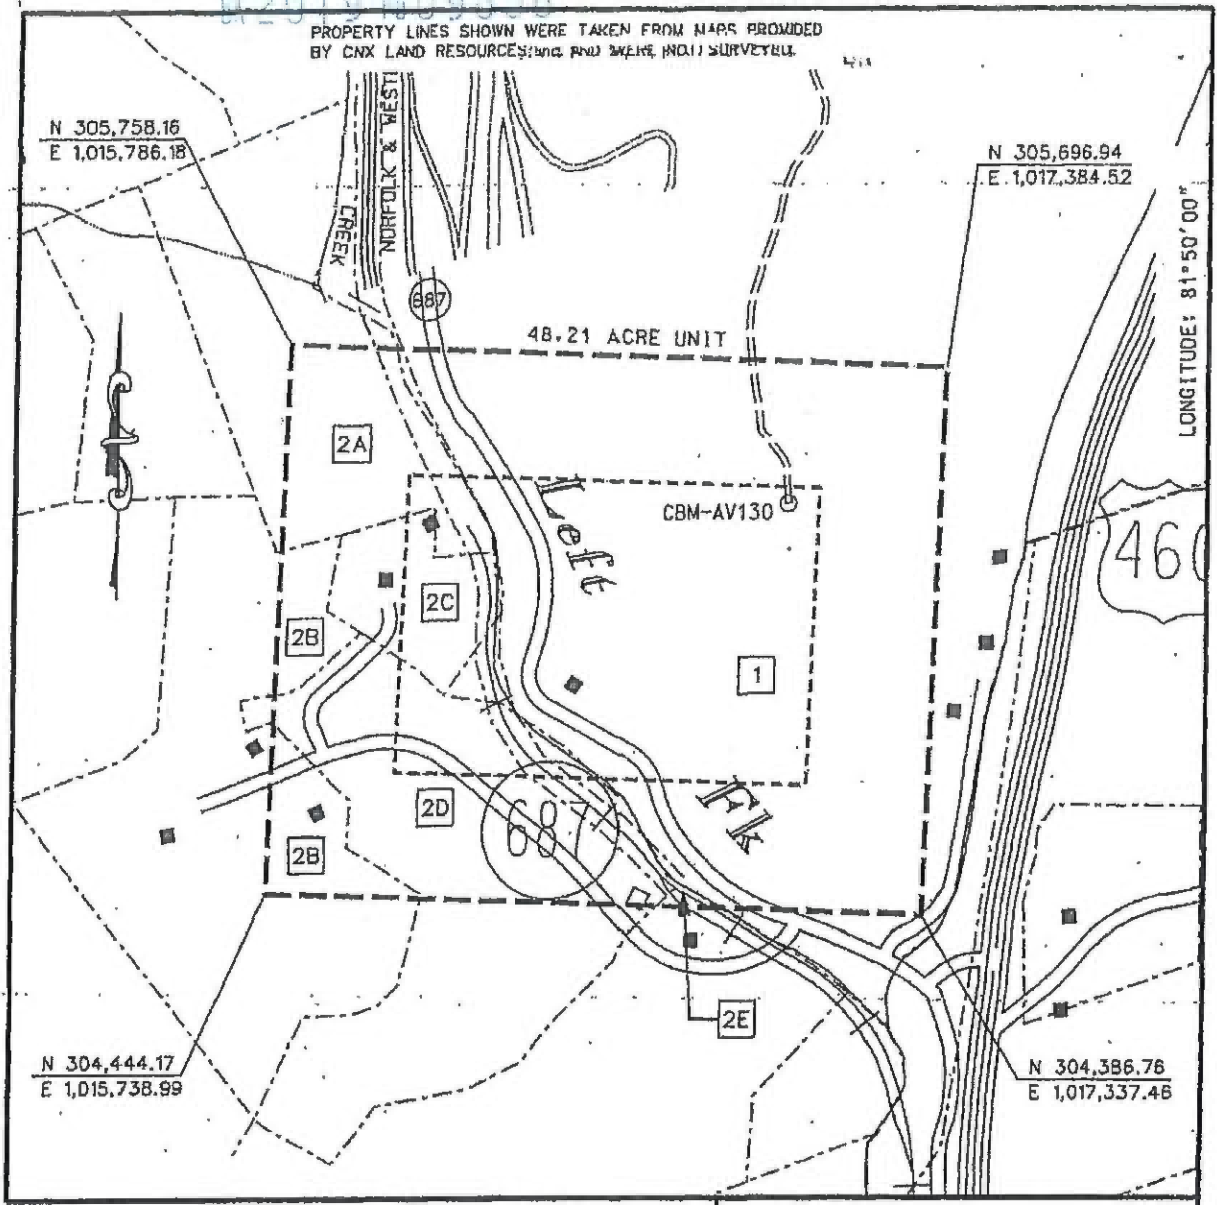 PROPERTY LINES SHOWN WERE TAKEN FROM MAPS PROVIDED
BY CNX LAND RESOURCES AND WERE NOT SURVEYED.
N 305,758.16
E 1,015,786.18
NORFOLK & WEST
CREEK
N 305,696.94
E 1,017,384.52
LONGITUDE: 81°50'00"
687
48.21 ACRE UNIT
2A
Left
CBM-AV130
460
2C
2B
1
2D
687
Fk
2B
2E
N 304,444.17
E 1,015,738.99
N 304,386.76
E 1,017,337.46